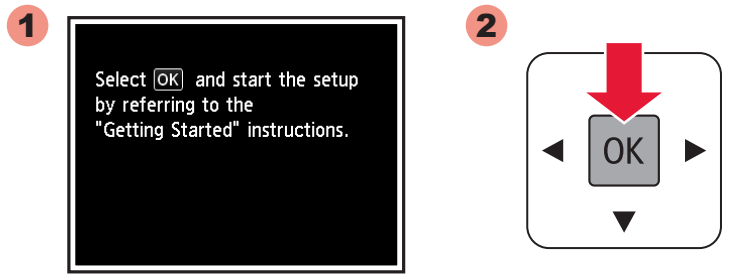 1
Select OK and start the setup
by referring to the
"Getting Started" instructions.
2
OK